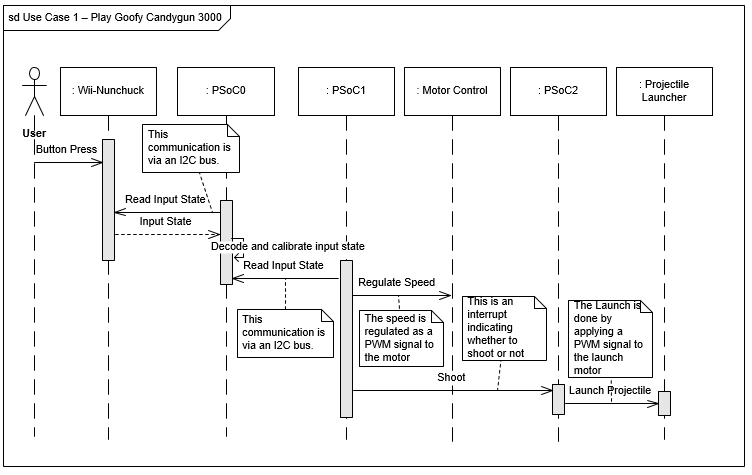 sd Use Case 1 – Play Goofy Candygun 3000
: Wii-Nunchuck
: PSoC0
: PSoC1
: Motor Control
: PSoC2
: Projectile
Launcher
User
Button Press
This
communication is
via an I2C bus.
Read Input State
Input State
Decode and calibrate input state
Read Input State
This
communication is
via an I2C bus.
Regulate Speed
The speed is
regulated as a
PWM signal to
the motor
This is an
interrupt
indicating
whether to
shoot or not
The Launch is
done by
applying a
PWM signal to
the launch
motor
Shoot
Launch Projectile